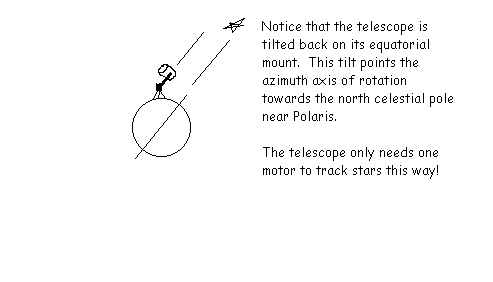 Notice that the telescope is
tilted back on its equatorial
mount. This tilt points the
azimuth axis of rotation
towards the north celestial pole
near Polaris.
The telescope only needs one
motor to track stars this way!